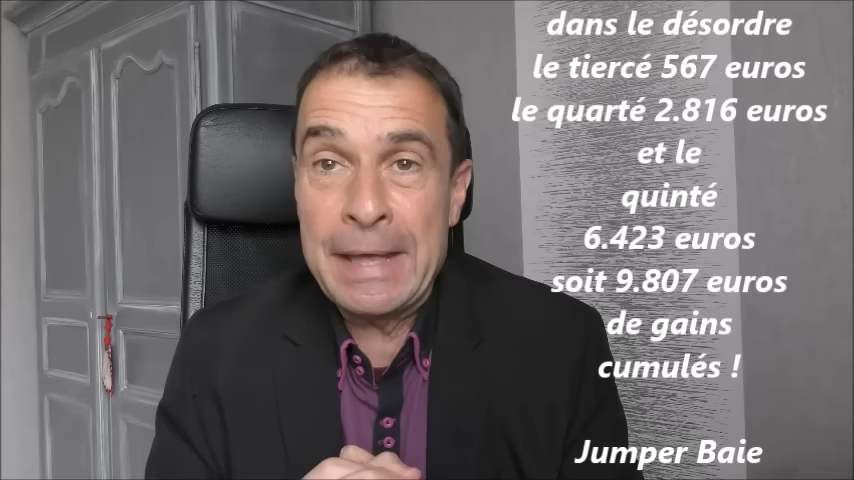 dans le désordre
le tiercé 567 euros
le quarté 2.816 euros
et le
quinté
6.423 euros
soit 9.807 euros
de gains
cumulés !
Jumper Baie